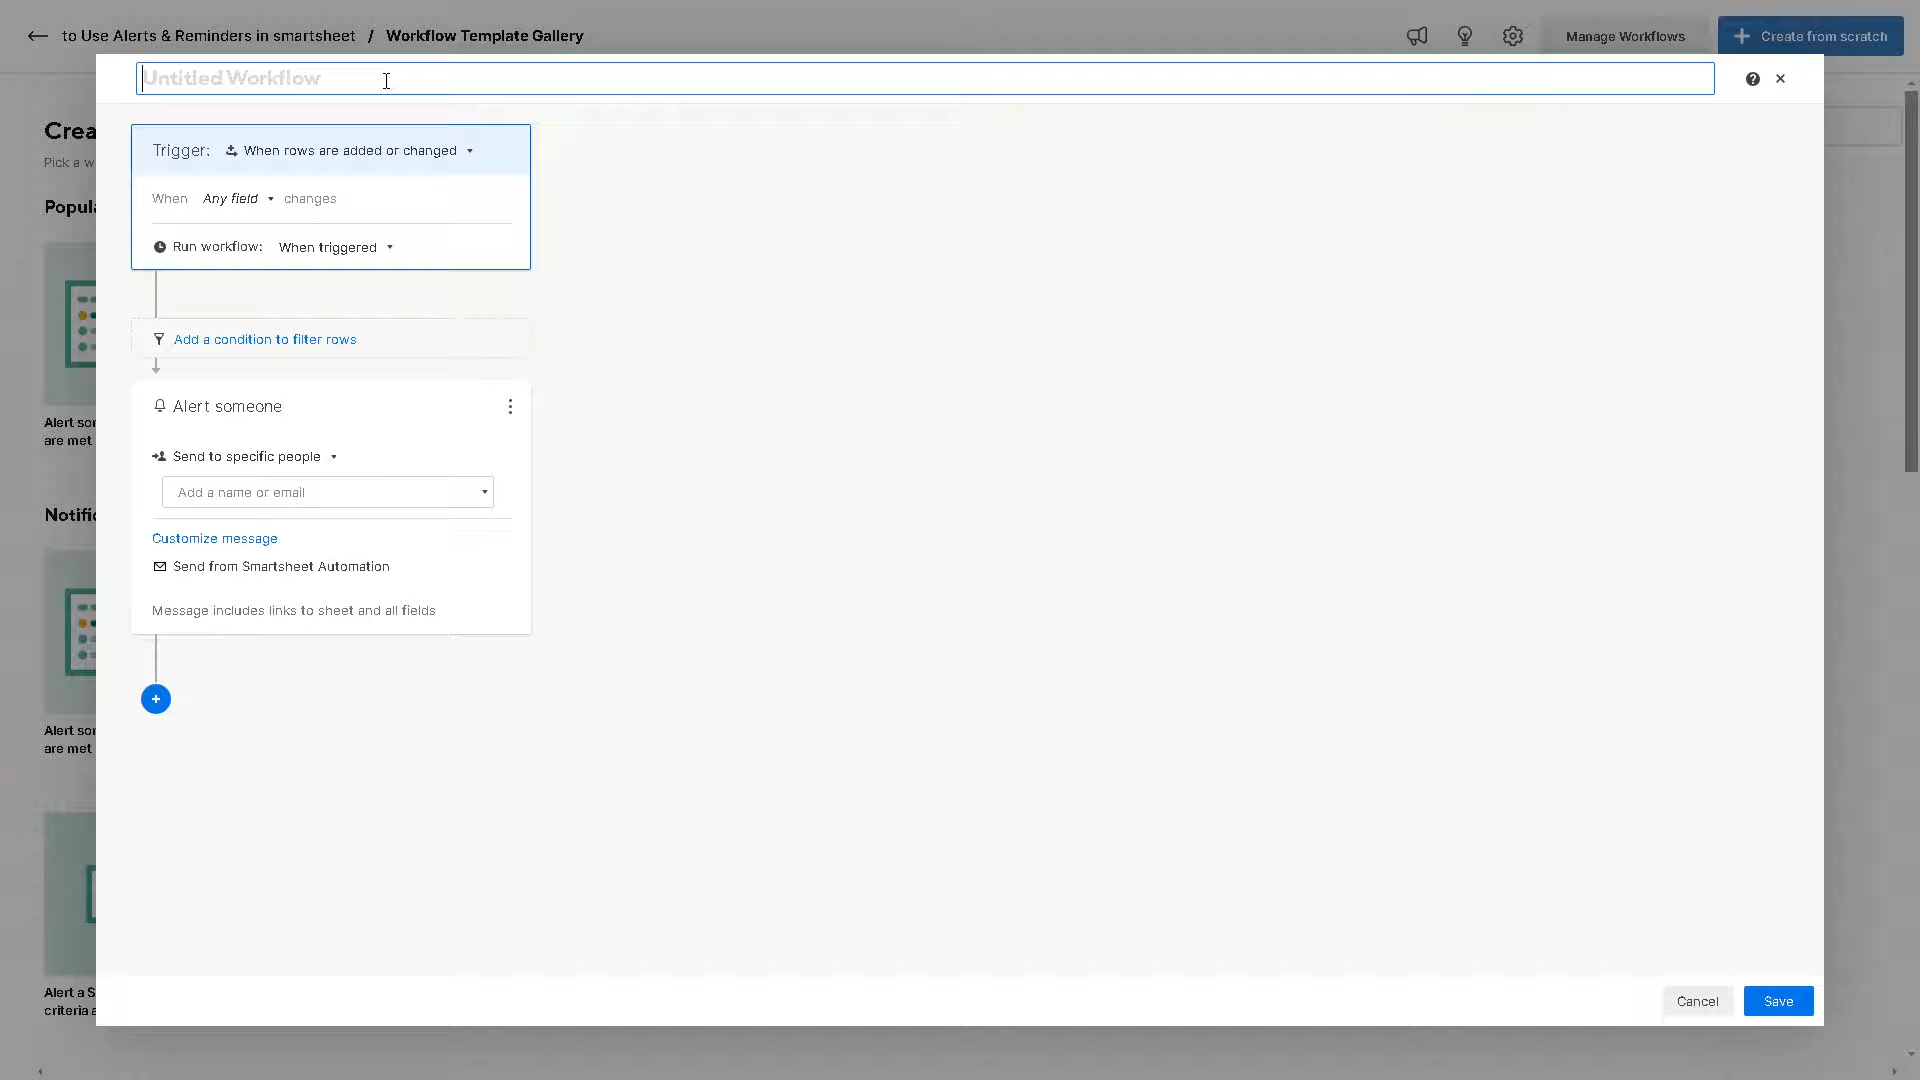 to Use Alerts & Reminders in smartsheet / Workflow Template Gallery
Manage Workflows
Create from scratch
Untitled Workflow
Crea
Pick a w
Popula
Alert so
are met
Notific
Alert so
are met
Alert a S
criteria a
Trigger: When rows are added or changed
When Any field changes
Run workflow: When triggered
Add a condition to filter rows
Alert someone
Send to specific people
Add a name or email
Customize message
Send from Smartsheet Automation
Message includes links to sheet and all fields
Cancel
Save